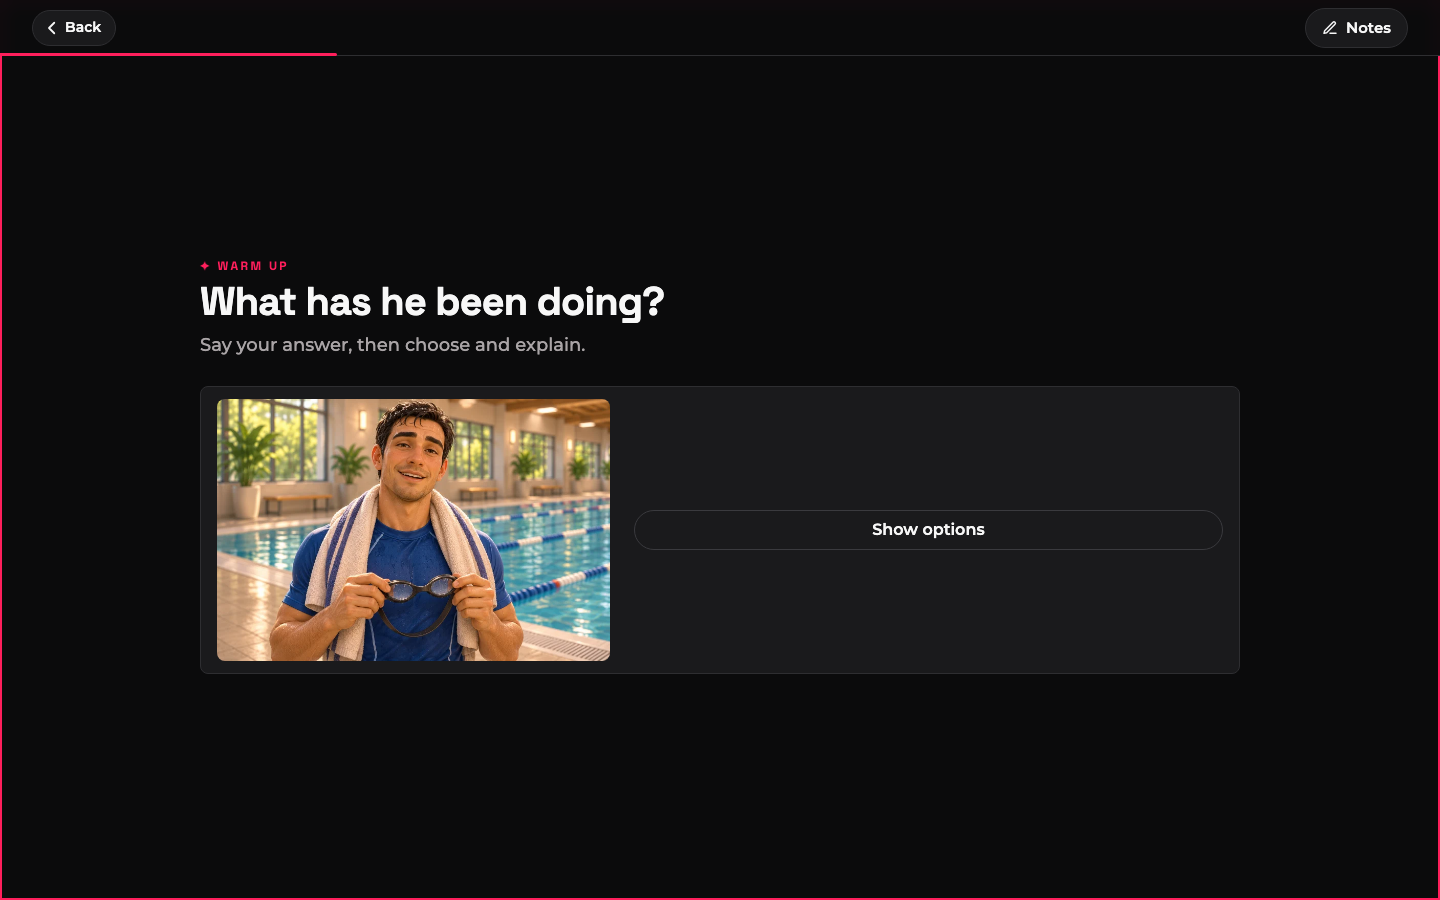 Back
Notes
WARM UP
What has he been doing?
Say your answer, then choose and explain.
Show options